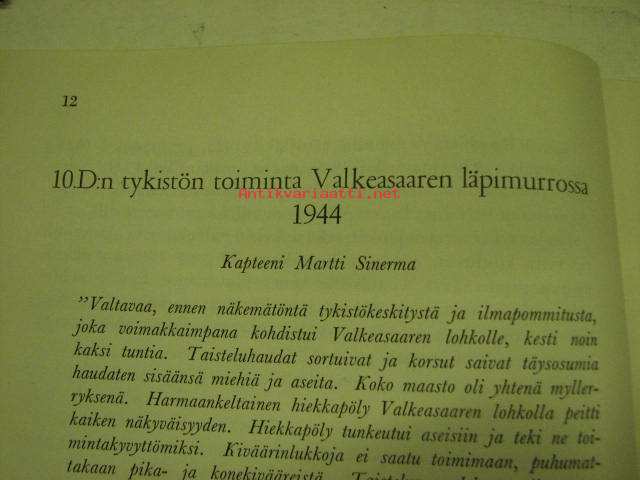 12
10.D:n tykistön toiminta Valkeasaaren läpimurrossa
Antikvariaatti.net
1944
Kapteeni Martti Sinerma
"Valtavaa, ennen näkemätöntä tykistökeskitystä ja ilmapommitusta,
joka voimakkaimpana kohdistui Valkeasaaren lohkolle, kesti noin
kaksi tuntia. Taisteluhaudat sortuivat ja korsut saivat täysosumia
haudaten sisäänsä miehiä ja aseita. Koko maasto oli yhtenä myller-
ryksenä. Harmaankeltainen hiekkapöly Valkeasaaren lohkolla peitti
kaiken näkyväisyyden. Hiekkapöly tunkeutui aseisiin ja teki ne toi-
mintakyvyttömiksi. Kiväärinlukkoja ei saatu toimimaan, puhumat-
takaan pika- ja konekivääreistä.